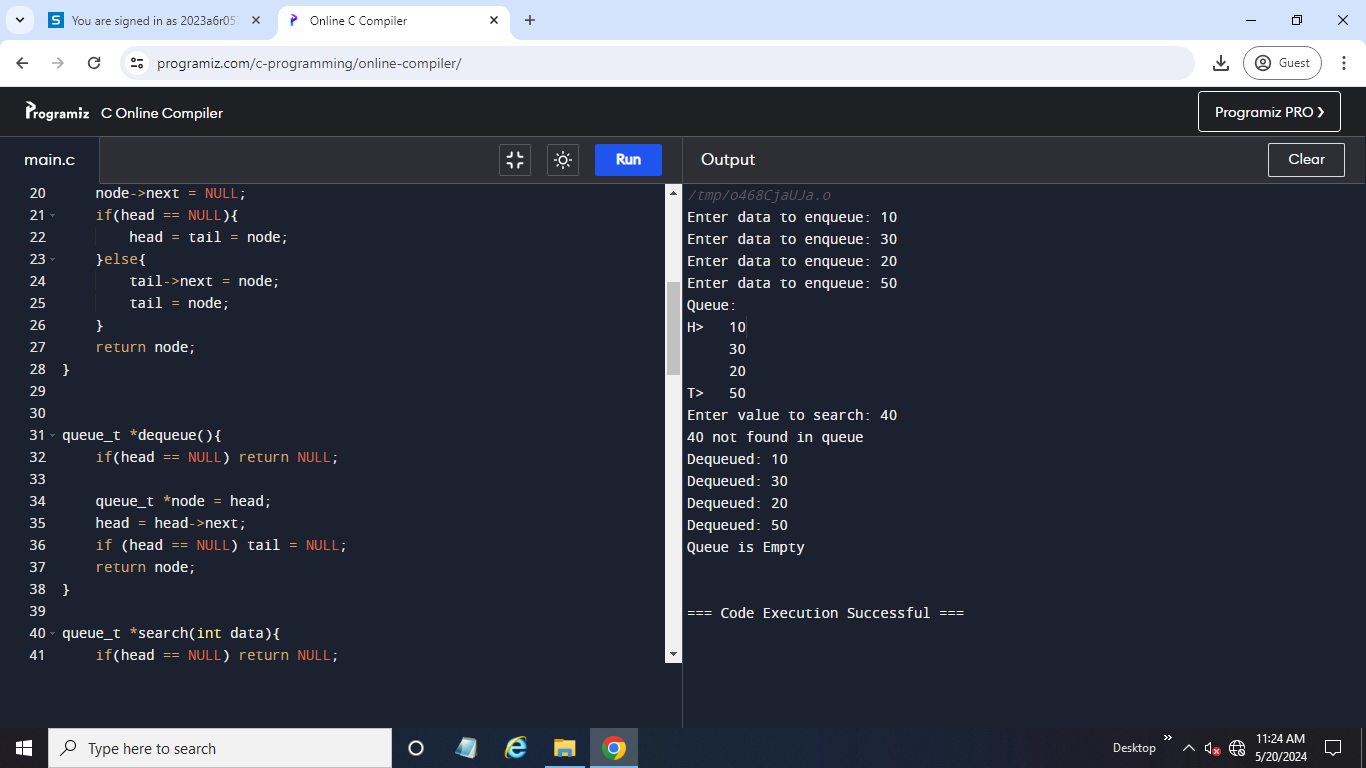 You are signed in as 2023a6r05
Online C Compiler
programiz.com/c-programming/online-compiler/
Guest
Programiz C Online Compiler
Programiz PRO ❯
main.c
Run
Output
Clear
20 node->next = NULL;
21 if(head == NULL){
22 head = tail = node;
23 }else{
24 tail->next = node;
25 tail = node;
26 }
27 return node;
28 }
29
30
31 queue_t *dequeue(){
32 if(head == NULL) return NULL;
33
34 queue_t *node = head;
35 head = head->next;
36 if (head == NULL) tail = NULL;
37 return node;
38 }
39
40 queue_t *search(int data){
41 if(head == NULL) return NULL;
/tmp/o468CjaUJa.o
Enter data to enqueue: 10
Enter data to enqueue: 30
Enter data to enqueue: 20
Enter data to enqueue: 50
Queue:
H> 10
30
20
T> 50
Enter value to search: 40
40 not found in queue
Dequeued: 10
Dequeued: 30
Dequeued: 20
Dequeued: 50
Queue is Empty
=== Code Execution Successful ===
Type here to search
Desktop
11:24 AM
5/20/2024